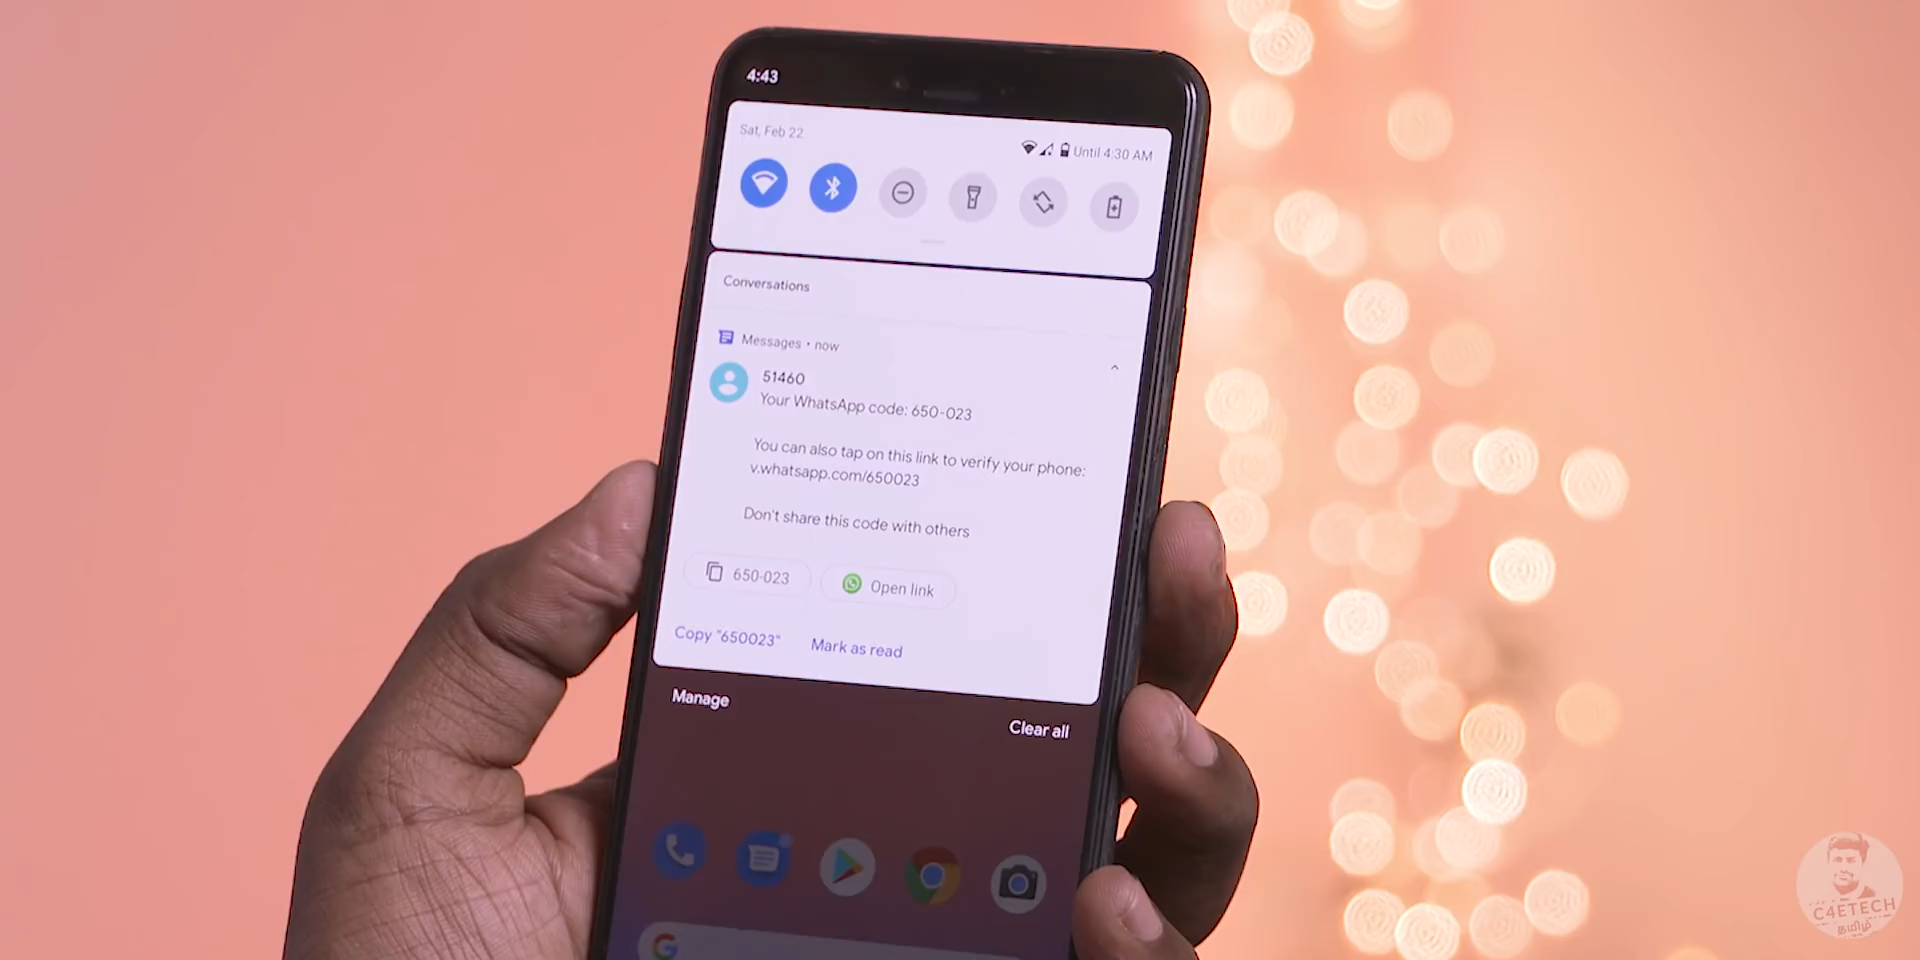 4:43
Sat, Feb 22
Until 4:30 AM
Conversations
Messages • now
51460
Your WhatsApp code: 650-023
You can also tap on this link to verify your phone:
v.whatsapp.com/650023
Don't share this code with others
650-023
Open link
Copy "650023"
Mark as read
Manage
Clear all
G
C4ETECH
தமிழ்